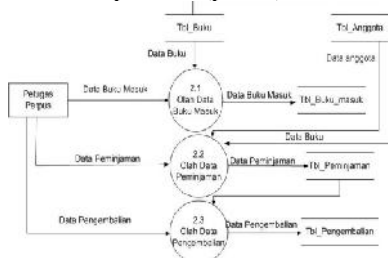 Tbl_Buku
Tbl_Anggota
Data Buku
Data anggota
Petugas
Perpus
Data Buku Masuk
2.1
Olah Data
Buku Masuk
Data Buku Masuk
Tbl_Buku_masuk
Data Buku
Data Peminjaman
2.2
Olah Data
Peminjaman
Data Peminjaman
Tbl_Peminjaman
Data Pengembalian
2.3
Olah Data
Pengembalian
Data Pengembalian
Tbl_Pengembalian